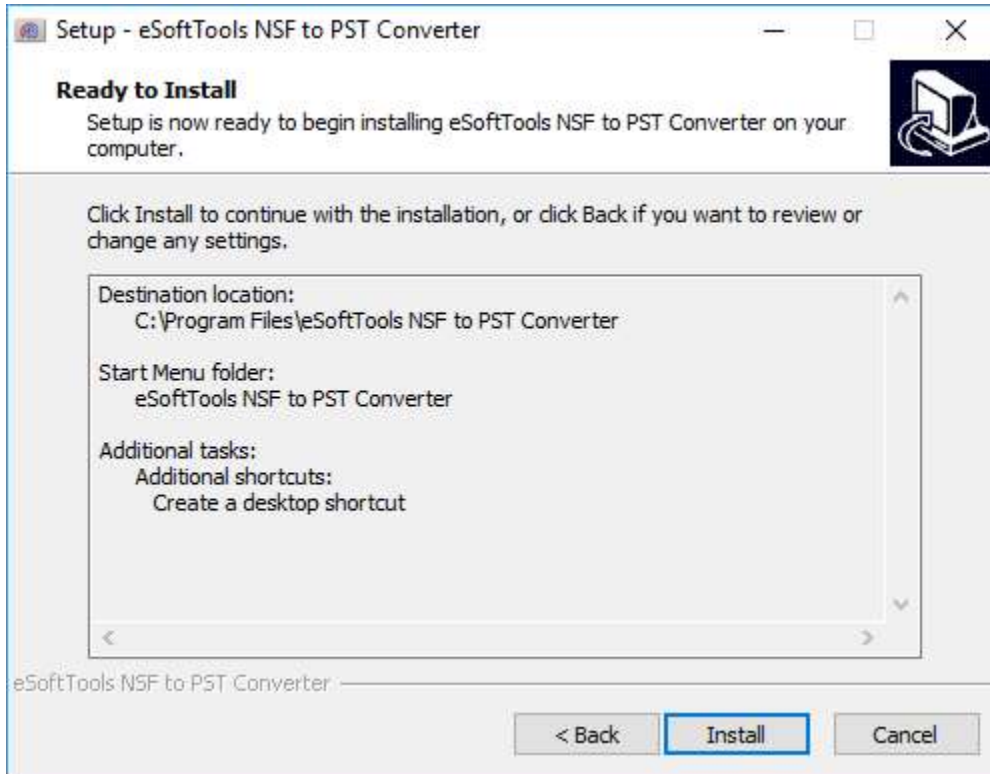 Setup - eSoftTools NSF to PST Converter
Ready to Install
Setup is now ready to begin installing eSoftTools NSF to PST Converter on your
computer.
Click Install to continue with the installation, or click Back if you want to review or
change any settings.
Destination location:
C:\Program Files\eSoftTools NSF to PST Converter
Start Menu folder:
eSoftTools NSF to PST Converter
Additional tasks:
Additional shortcuts:
Create a desktop shortcut
eSoftTools NSF to PST Converter
< Back Install Cancel